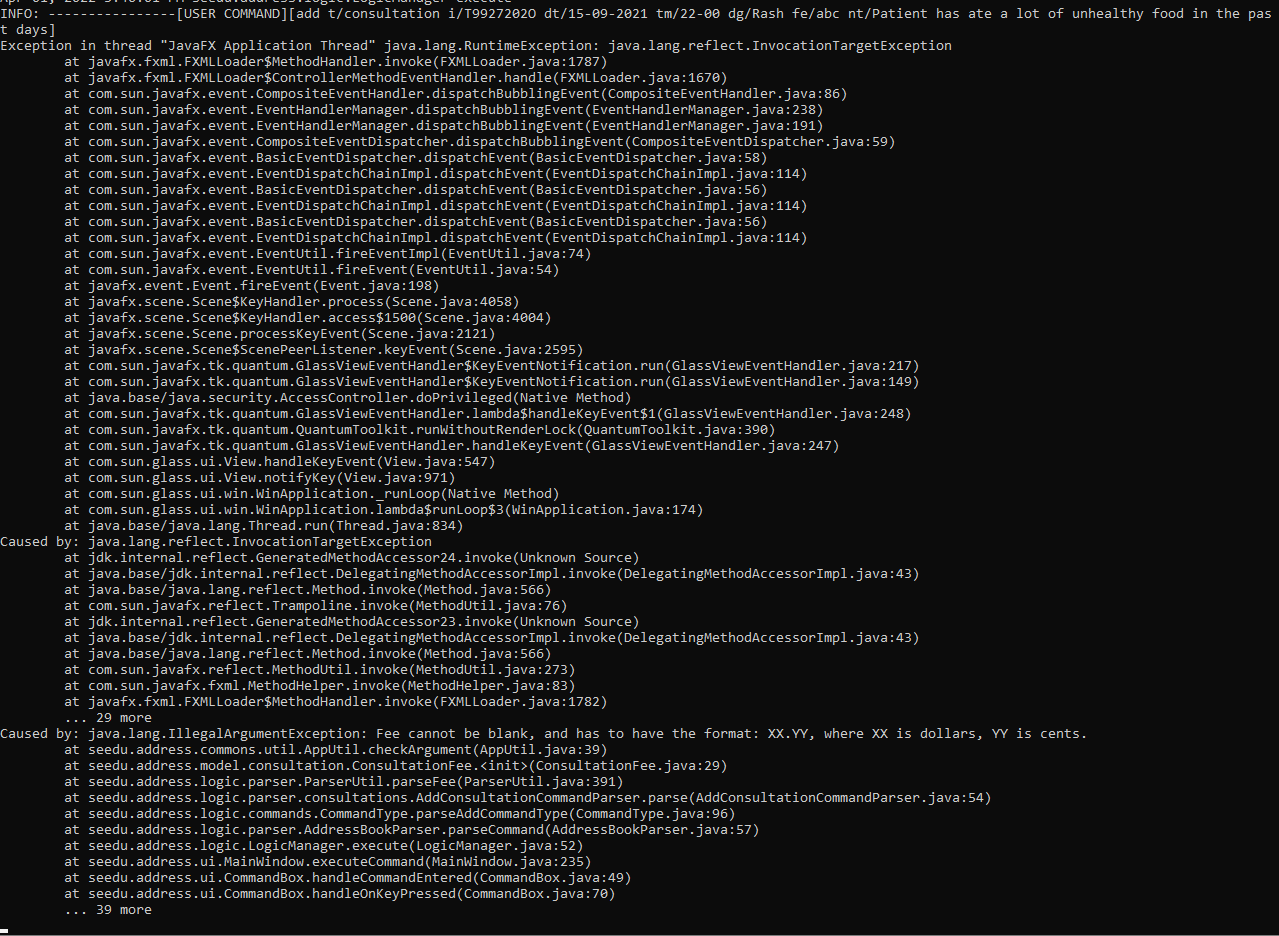 INFO: ----------------[USER COMMAND][add t/consultation i/T9927202O dt/15-09-2021 tm/22-00 dg/Rash fe/abc nt/Patient has ate a lot of unhealthy food in the pas
t days]
Exception in thread "JavaFX Application Thread" java.lang.RuntimeException: java.lang.reflect.InvocationTargetException
        at javafx.fxml.FXMLLoader$MethodHandler.invoke(FXMLLoader.java:1787)
        at javafx.fxml.FXMLLoader$ControllerMethodEventHandler.handle(FXMLLoader.java:1670)
        at com.sun.javafx.event.CompositeEventHandler.dispatchBubblingEvent(CompositeEventHandler.java:86)
        at com.sun.javafx.event.EventHandlerManager.dispatchBubblingEvent(EventHandlerManager.java:238)
        at com.sun.javafx.event.EventHandlerManager.dispatchBubblingEvent(EventHandlerManager.java:191)
        at com.sun.javafx.event.CompositeEventDispatcher.dispatchBubblingEvent(CompositeEventDispatcher.java:59)
        at com.sun.javafx.event.BasicEventDispatcher.dispatchEvent(BasicEventDispatcher.java:58)
        at com.sun.javafx.event.EventDispatchChainImpl.dispatchEvent(EventDispatchChainImpl.java:114)
        at com.sun.javafx.event.BasicEventDispatcher.dispatchEvent(BasicEventDispatcher.java:56)
        at com.sun.javafx.event.EventDispatchChainImpl.dispatchEvent(EventDispatchChainImpl.java:114)
        at com.sun.javafx.event.BasicEventDispatcher.dispatchEvent(BasicEventDispatcher.java:56)
        at com.sun.javafx.event.EventDispatchChainImpl.dispatchEvent(EventDispatchChainImpl.java:114)
        at com.sun.javafx.event.EventUtil.fireEventImpl(EventUtil.java:74)
        at com.sun.javafx.event.EventUtil.fireEvent(EventUtil.java:54)
        at javafx.event.Event.fireEvent(Event.java:198)
        at javafx.scene.Scene$KeyHandler.process(Scene.java:4058)
        at javafx.scene.Scene$KeyHandler.access$1500(Scene.java:4004)
        at javafx.scene.Scene.processKeyEvent(Scene.java:2121)
        at javafx.scene.Scene$ScenePeerListener.keyEvent(Scene.java:2595)
        at com.sun.javafx.tk.quantum.GlassViewEventHandler$KeyEventNotification.run(GlassViewEventHandler.java:217)
        at com.sun.javafx.tk.quantum.GlassViewEventHandler$KeyEventNotification.run(GlassViewEventHandler.java:149)
        at java.base/java.security.AccessController.doPrivileged(Native Method)
        at com.sun.javafx.tk.quantum.GlassViewEventHandler.lambda$handleKeyEvent$1(GlassViewEventHandler.java:248)
        at com.sun.javafx.tk.quantum.QuantumToolkit.runWithoutRenderLock(QuantumToolkit.java:390)
        at com.sun.javafx.tk.quantum.GlassViewEventHandler.handleKeyEvent(GlassViewEventHandler.java:247)
        at com.sun.glass.ui.View.handleKeyEvent(View.java:547)
        at com.sun.glass.ui.View.notifyKey(View.java:971)
        at com.sun.glass.ui.win.WinApplication._runLoop(Native Method)
        at com.sun.glass.ui.win.WinApplication.lambda$runLoop$3(WinApplication.java:174)
        at java.base/java.lang.Thread.run(Thread.java:834)
Caused by: java.lang.reflect.InvocationTargetException
        at jdk.internal.reflect.GeneratedMethodAccessor24.invoke(Unknown Source)
        at java.base/jdk.internal.reflect.DelegatingMethodAccessorImpl.invoke(DelegatingMethodAccessorImpl.java:43)
        at java.base/java.lang.reflect.Method.invoke(Method.java:566)
        at com.sun.javafx.reflect.Trampoline.invoke(MethodUtil.java:76)
        at jdk.internal.reflect.GeneratedMethodAccessor23.invoke(Unknown Source)
        at java.base/jdk.internal.reflect.DelegatingMethodAccessorImpl.invoke(DelegatingMethodAccessorImpl.java:43)
        at java.base/java.lang.reflect.Method.invoke(Method.java:566)
        at com.sun.javafx.reflect.MethodUtil.invoke(MethodUtil.java:273)
        at com.sun.javafx.fxml.MethodHelper.invoke(MethodHelper.java:83)
        at javafx.fxml.FXMLLoader$MethodHandler.invoke(FXMLLoader.java:1782)
        ... 29 more
Caused by: java.lang.IllegalArgumentException: Fee cannot be blank, and has to have the format: XX.YY, where XX is dollars, YY is cents.
        at seedu.address.commons.util.AppUtil.checkArgument(AppUtil.java:39)
        at seedu.address.model.consultation.ConsultationFee.<init>(ConsultationFee.java:29)
        at seedu.address.logic.parser.ParserUtil.parseFee(ParserUtil.java:391)
        at seedu.address.logic.parser.consultations.AddConsultationCommandParser.parse(AddConsultationCommandParser.java:54)
        at seedu.address.logic.commands.CommandType.parseAddCommandType(CommandType.java:96)
        at seedu.address.logic.parser.AddressBookParser.parseCommand(AddressBookParser.java:57)
        at seedu.address.logic.LogicManager.execute(LogicManager.java:52)
        at seedu.address.ui.MainWindow.executeCommand(MainWindow.java:235)
        at seedu.address.ui.CommandBox.handleCommandEntered(CommandBox.java:49)
        at seedu.address.ui.CommandBox.handleOnKeyPressed(CommandBox.java:70)
        ... 39 more